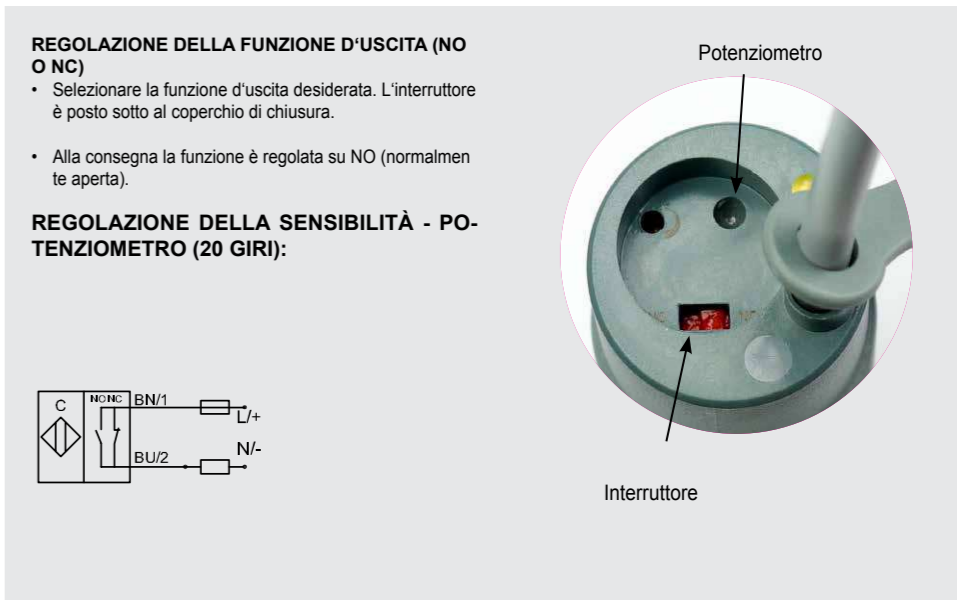 REGOLAZIONE DELLA FUNZIONE D‘USCITA (NO
O NC)
• Selezionare la funzione d‘uscita desiderata. L‘interruttore
è posto sotto al coperchio di chiusura.
• Alla consegna la funzione è regolata su NO (normalmen
te aperta).
REGOLAZIONE DELLA SENSIBILITÀ - PO-
TENZIOMETRO (20 GIRI):
Potenziometro
NC
Interruttore
C
NO NC
BN/1
L/+
BU/2
N/-